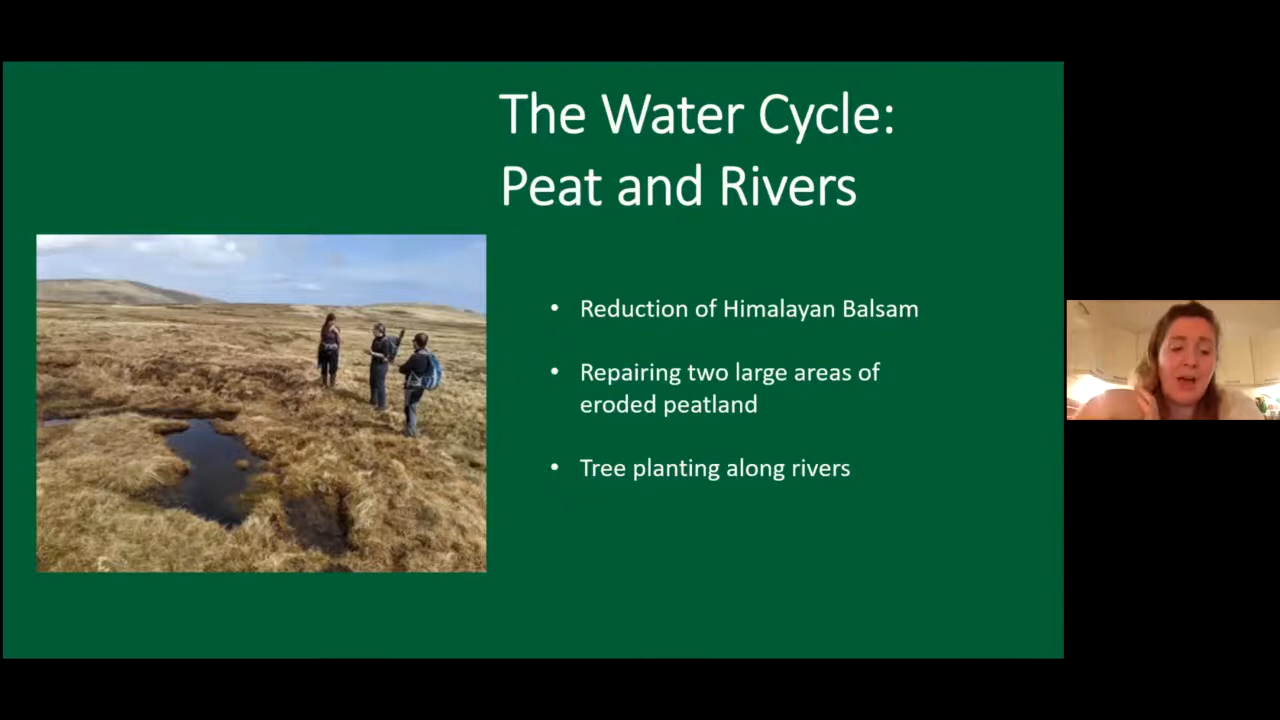 The Water Cycle:
Peat and Rivers
• Reduction of Himalayan Balsam
• Repairing two large areas of
eroded peatland
• Tree planting along rivers